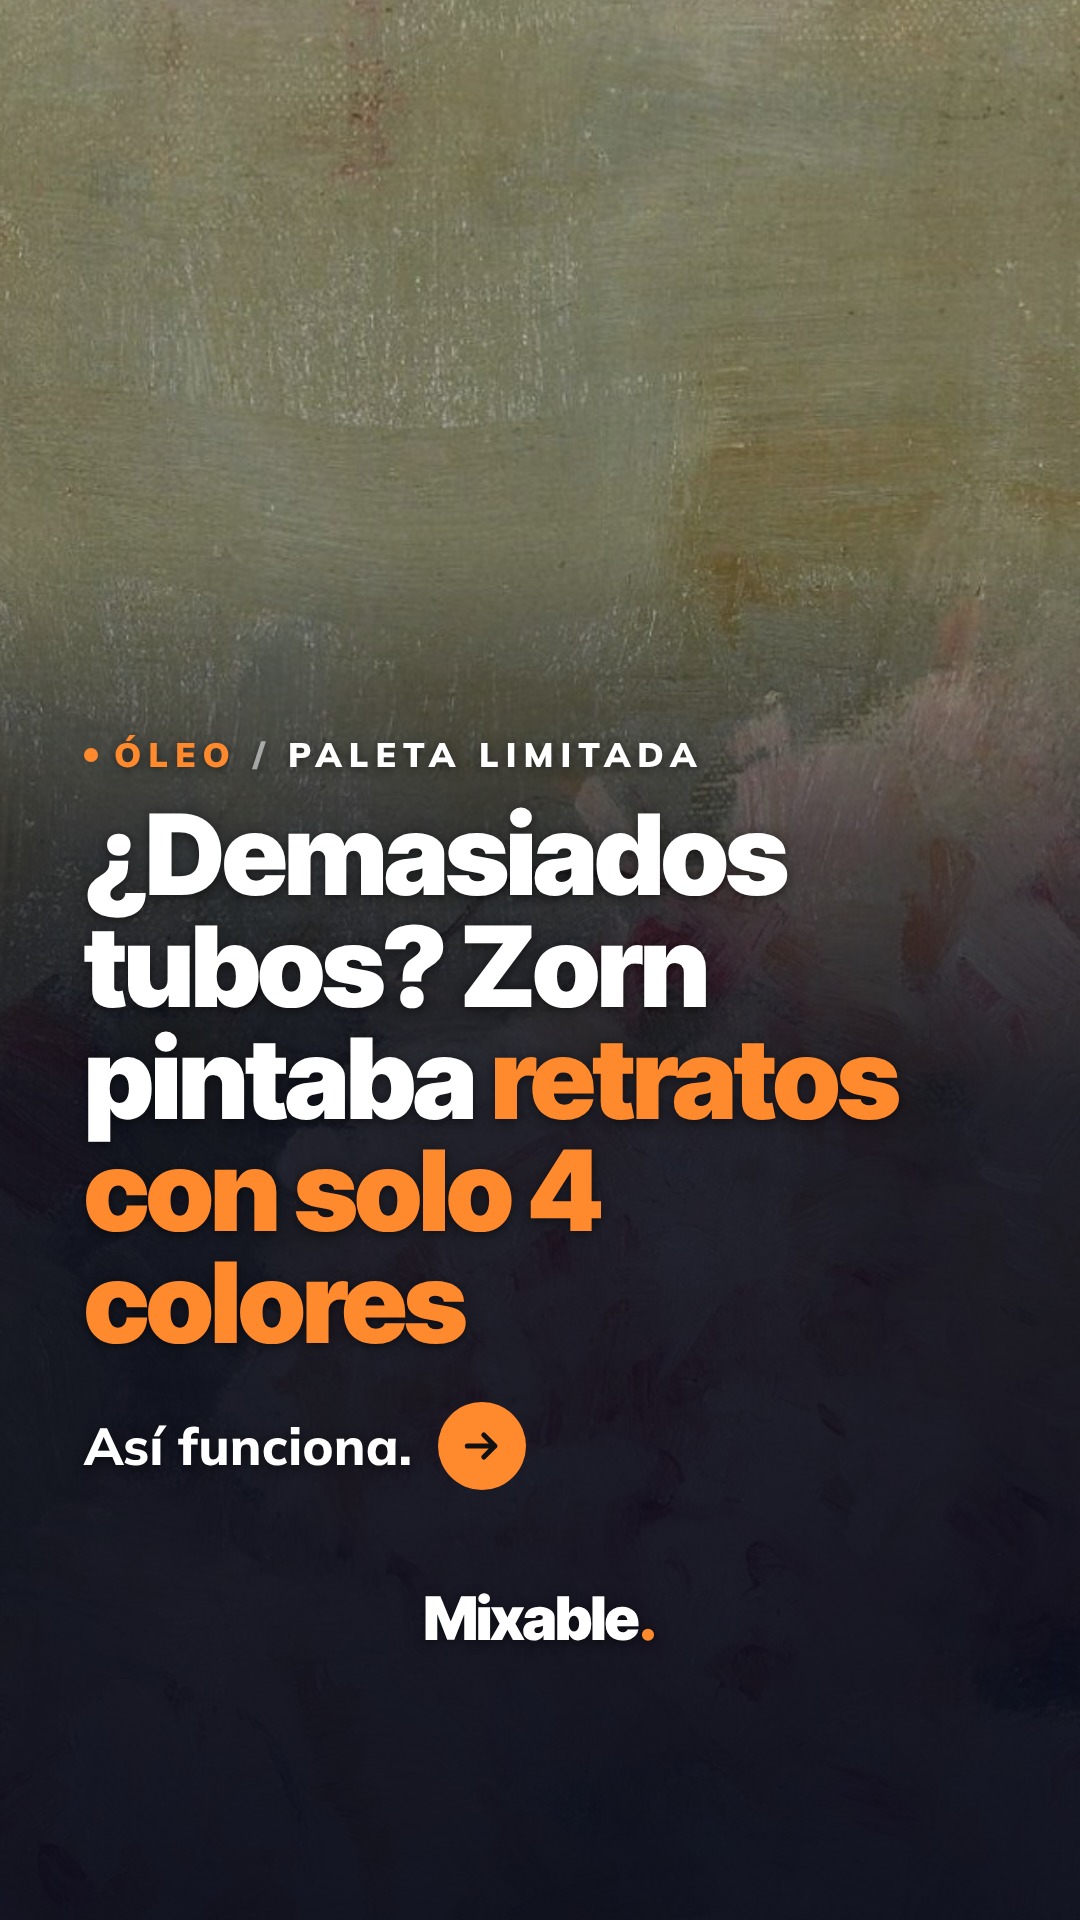 • ÓLEO / PALETA LIMITADA
¿Demasiados
tubos? Zorn
pintaba retratos
con solo 4
colores
Así funciona.
Mixable.